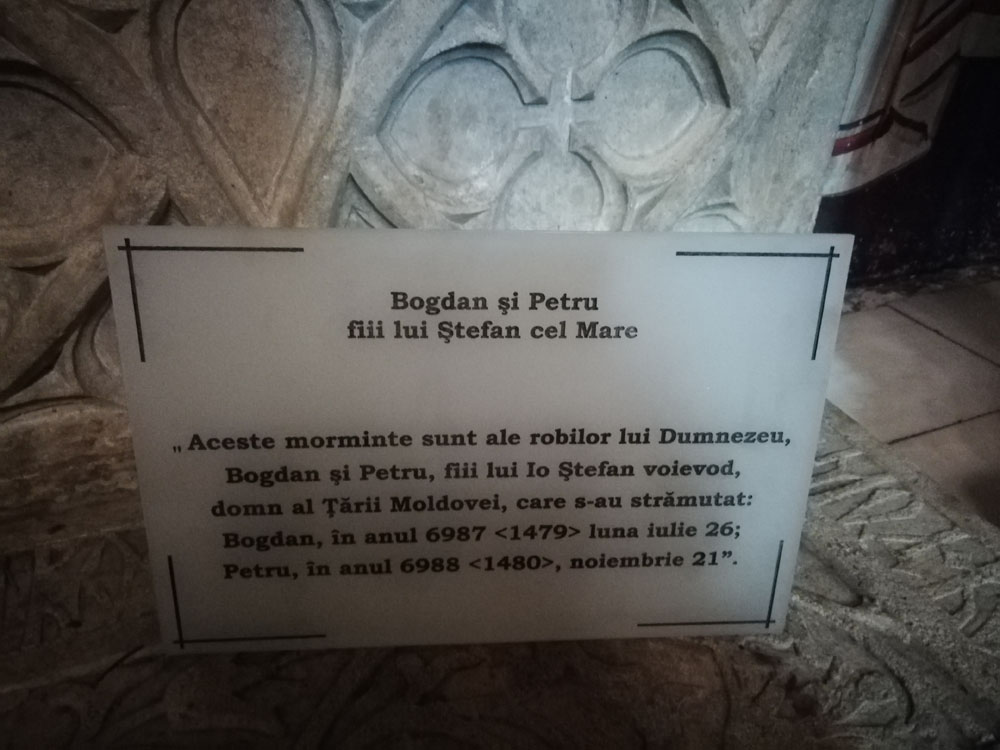 Bogdan şi Petru
fiii lui Ştefan cel Mare
„Aceste morminte sunt ale robilor lui Dumnezeu,
Bogdan şi Petru, fiii lui Io Ştefan voievod,
domn al Ţării Moldovei, care s-au strămutat:
Bogdan, în anul 6987 <1479> luna iulie 26;
Petru, în anul 6988 <1480>, noiembrie 21”.